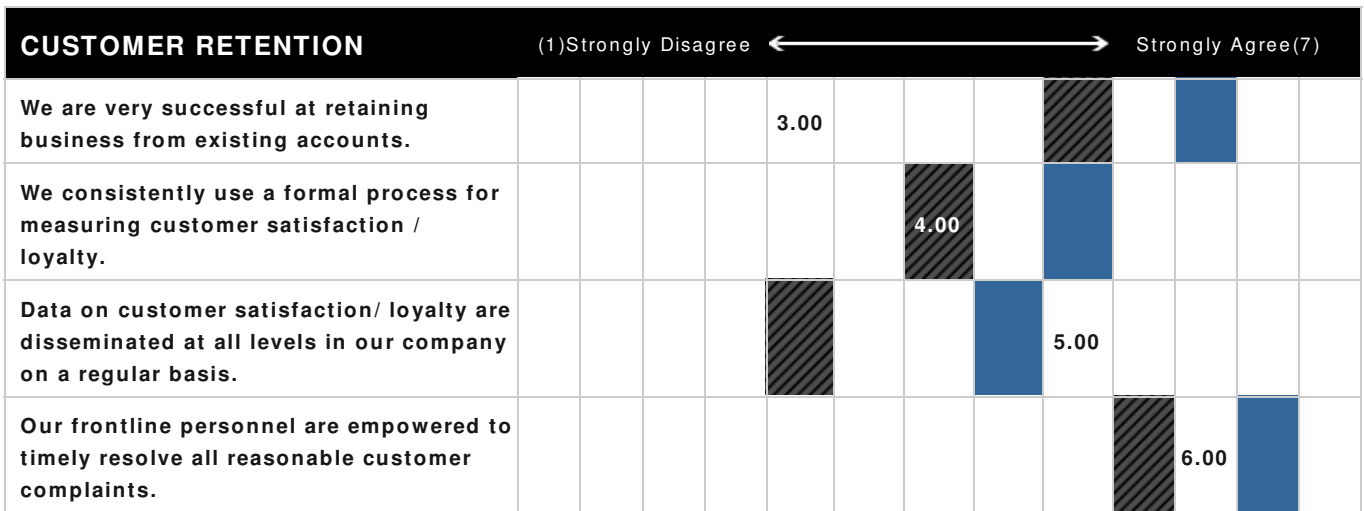 CUSTOMER RETENTION (1)Strongly Disagree Strongly Agree(7)
We are very successful at retaining
business from existing accounts.
3.00
We consistently use a formal process for
measuring customer satisfaction /
loyalty.
4.00
Data on customer satisfaction/ loyalty are
disseminated at all levels in our company
on a regular basis.
5.00
Our frontline personnel are empowered to
timely resolve all reasonable customer
complaints.
6.00